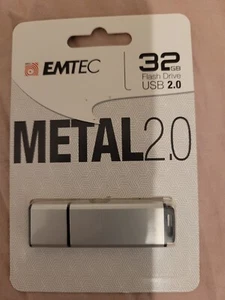 EMTEC
32GB
Flash Drive
USB 2.0
METAL2.0